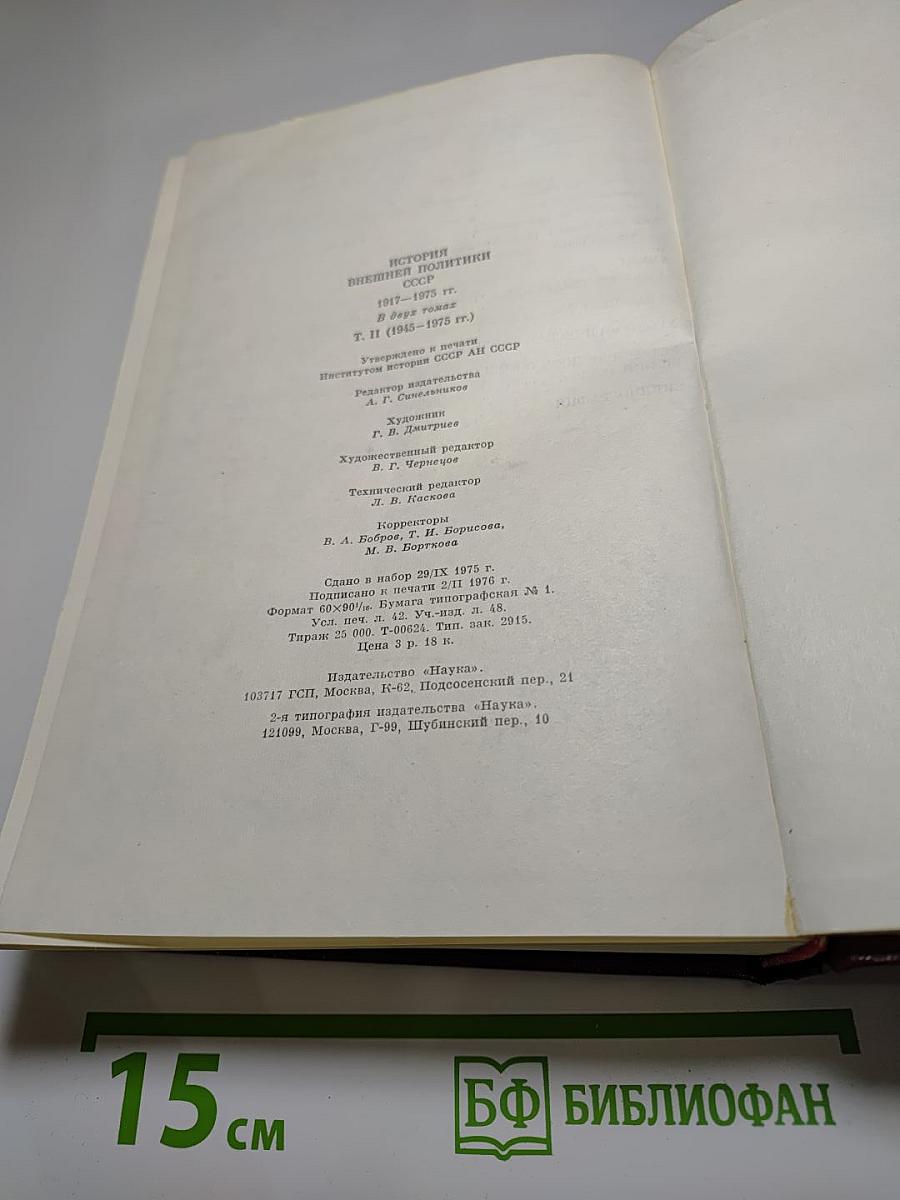 ИСТОРИЯ
ВНЕШНЕЙ ПОЛИТИКИ
СССР
1917—1975 гг.
В двух томах
Т. II (1945—1975 гг.)
Утверждено к печати
Институтом истории СССР АН СССР
Редактор издательства
А. Г. Синельников
Художник
Г. В. Дмитриев
Художественный редактор
В. Г. Чернецов
Технический редактор
Л. В. Каскова
Корректоры
В. А. Бобров, Т. И. Борисова,
М. В. Борткова
Сдано в набор 29/IX 1975 г.
Подписано к печати 2/II 1976 г.
Формат 60×90¹/₁₆. Бумага типографская № 1.
Усл. печ. л. 42. Уч.-изд. л. 48.
Тираж 25 000. Т-00624. Тип. зак. 2915.
Цена 3 р. 18 к.
Издательство «Наука».
103717 ГСП, Москва, К-62, Подсосенский пер., 21
2-я типография издательства «Наука».
121099, Москва, Г-99, Шубинский пер., 10
15 см
БФ БИБЛИОФАН